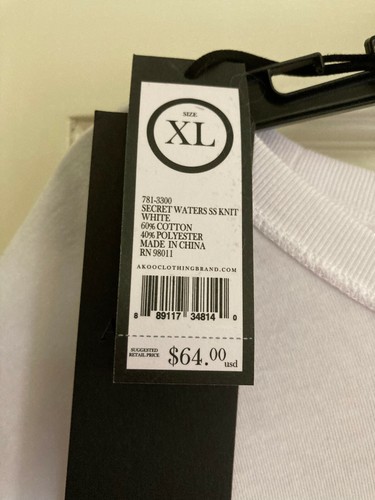 SIZE
XL
781-3300
SECRET WATERS SS KNIT
WHITE
60% COTTON
40% POLYESTER
MADE IN CHINA
RN 98011
AKOOCLOTHINGBRAND.COM
8 89117 34814 0
SUGGESTED
RETAIL PRICE
$64.00
usd